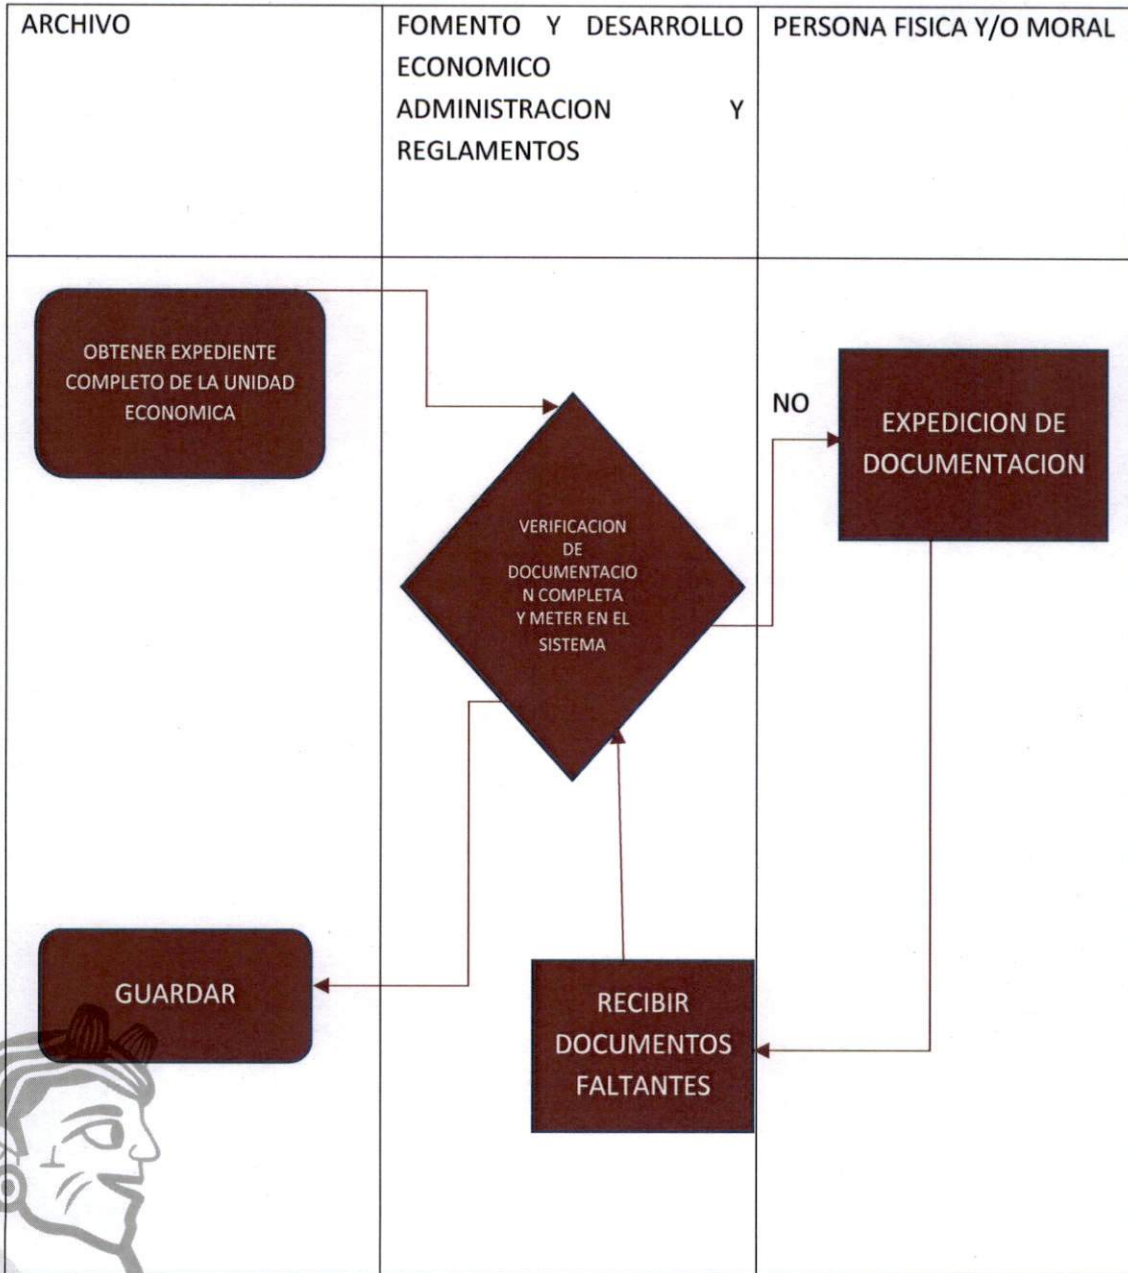 ARCHIVO
FOMENTO Y DESARROLLO
ECONOMICO
ADMINISTRACION Y
REGLAMENTOS
PERSONA FISICA Y/O MORAL
OBTENER EXPEDIENTE
COMPLETO DE LA UNIDAD
ECONOMICA
VERIFICACION
DE
DOCUMENTACIO
N COMPLETA
Y METER EN EL
SISTEMA
NO
EXPEDICION DE
DOCUMENTACION
GUARDAR
RECIBIR
DOCUMENTOS
FALTANTES